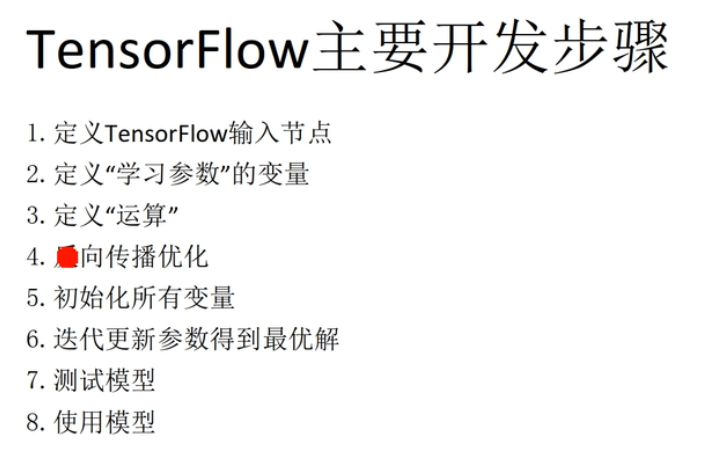 TensorFlow主要开发步骤
1. 定义TensorFlow输入节点
2. 定义“学习参数”的变量
3. 定义“运算”
4. 向传播优化
5. 初始化所有变量
6. 迭代更新参数得到最优解
7. 测试模型
8. 使用模型